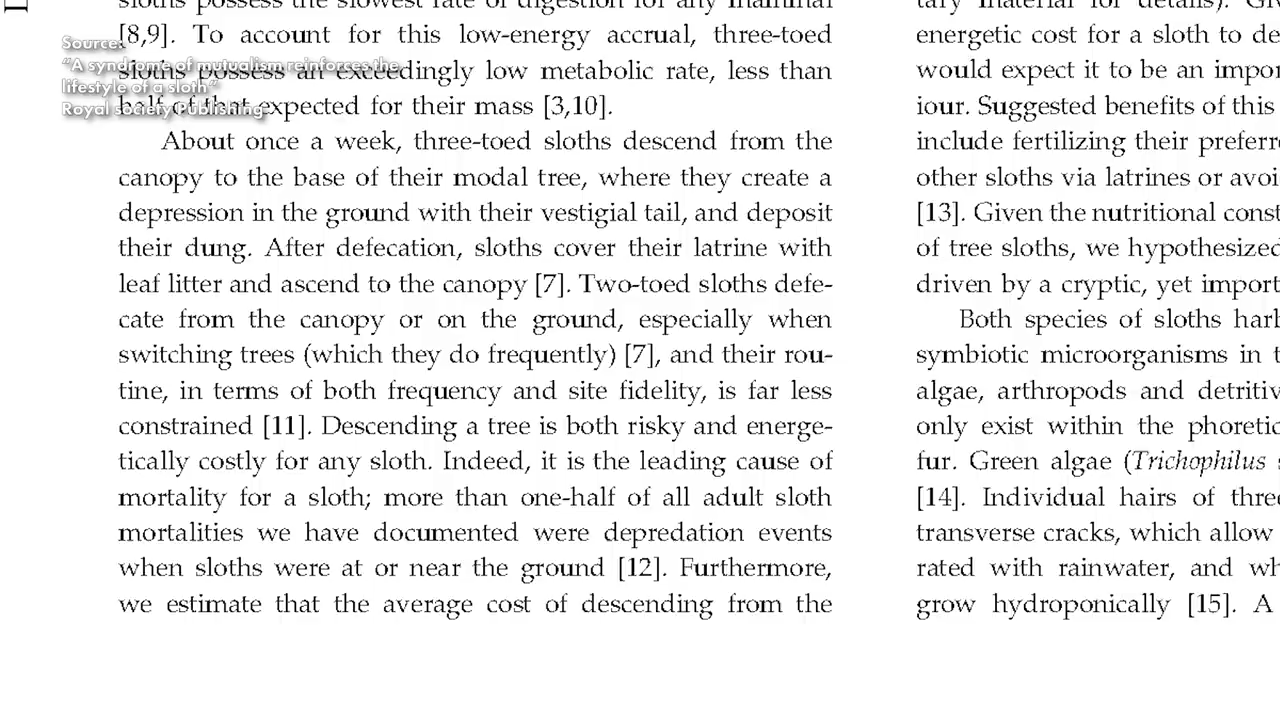 sloths possess the slowest rate of digestion for any mammal
[8,9]. To account for this low-energy accrual, three-toed
sloths possess an exceedingly low metabolic rate, less than
half of that expected for their mass [3,10].
About once a week, three-toed sloths descend from the
canopy to the base of their modal tree, where they create a
depression in the ground with their vestigial tail, and deposit
their dung. After defecation, sloths cover their latrine with
leaf litter and ascend to the canopy [7]. Two-toed sloths defe-
cate from the canopy or on the ground, especially when
switching trees (which they do frequently) [7], and their rou-
tine, in terms of both frequency and site fidelity, is far less
constrained [11]. Descending a tree is both risky and energe-
tically costly for any sloth. Indeed, it is the leading cause of
mortality for a sloth; more than one-half of all adult sloth
mortalities we have documented were depredation events
when sloths were at or near the ground [12]. Furthermore,
we estimate that the average cost of descending from the
tary material for details). Giv
energetic cost for a sloth to de
would expect it to be an impor
iour. Suggested benefits of this
include fertilizing their preferre
other sloths via latrines or avoi
[13]. Given the nutritional const
of tree sloths, we hypothesized
driven by a cryptic, yet import
Both species of sloths harb
symbiotic microorganisms in t
algae, arthropods and detritiv
only exist within the phoretic
fur. Green algae (Trichophilus s
[14]. Individual hairs of three
transverse cracks, which allow
rated with rainwater, and wh
grow hydroponically [15]. A
Source:
“A syndrome of mutualism reinforces the
lifestyle of a sloth”
Royal society Publishing